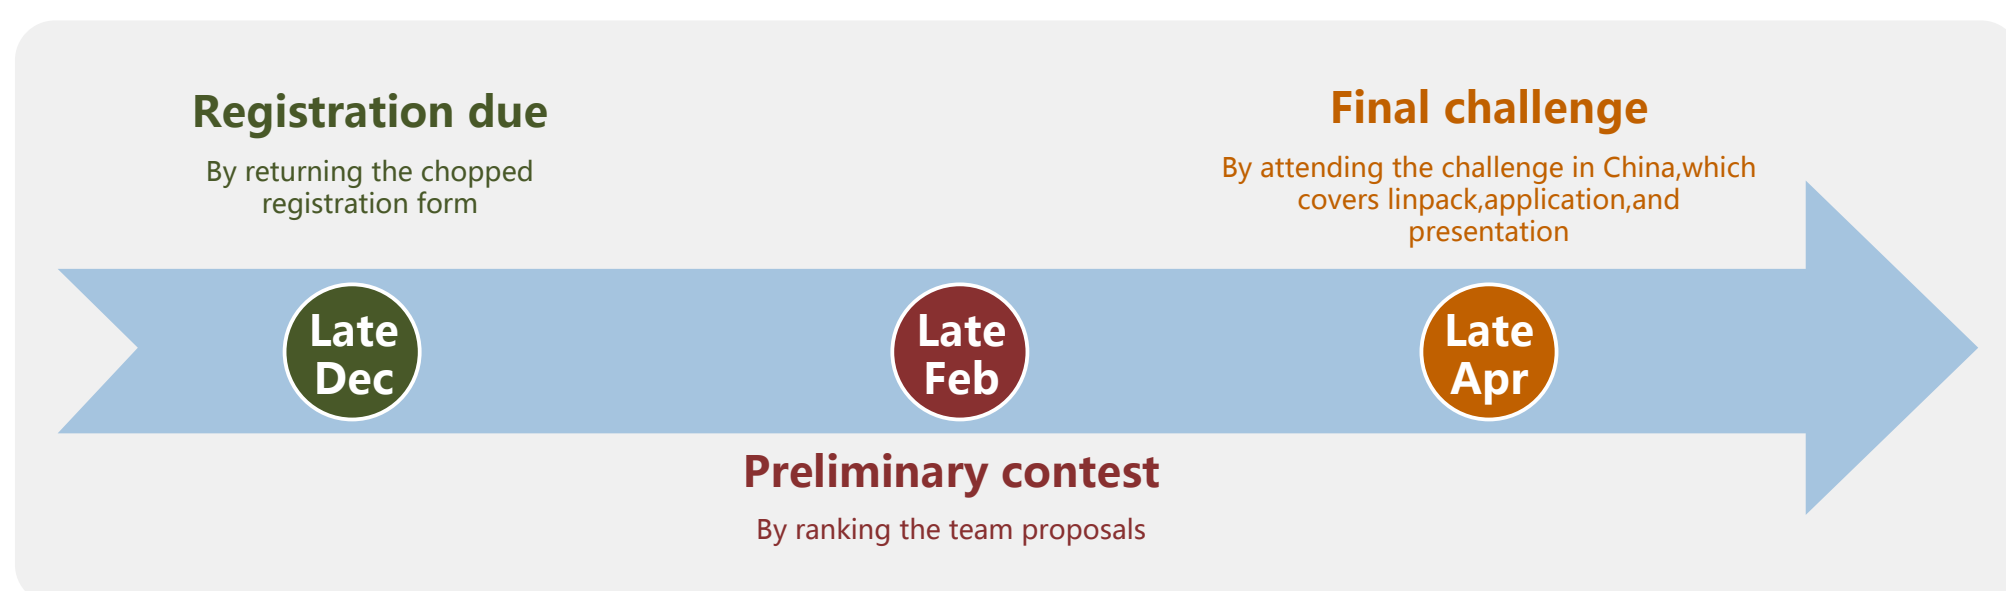 Registration due
By returning the chopped
registration form
Final challenge
By attending the challenge in China,which
covers linpack,application,and
presentation
Late
Dec
Late
Feb
Late
Apr
Preliminary contest
By ranking the team proposals